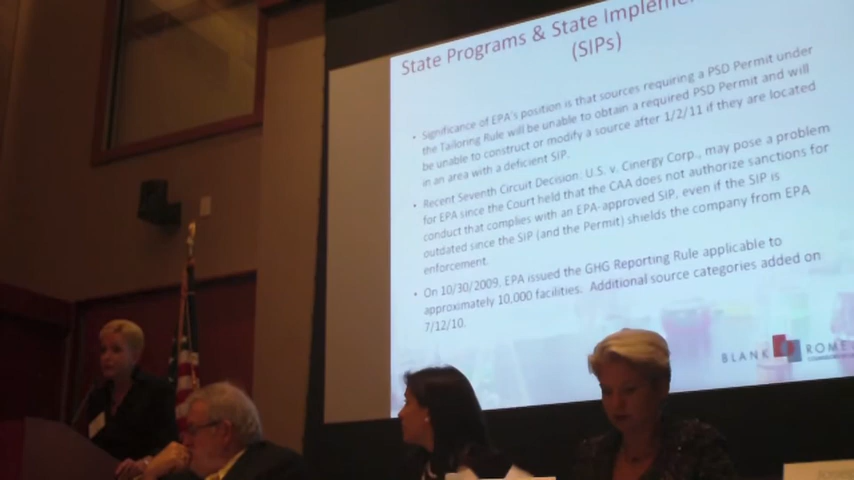 State Programs & State Impleme
(SIPs)
• Significance of EPA's position is that sources requiring a PSD Permit under
the Tailoring Rule will be unable to obtain a required PSD Permit and will
be unable to construct or modify a source after 1/2/11 if they are located
in an area with a deficient SIP.
• Recent Seventh Circuit Decision: U.S. v. Cinergy Corp., may pose a problem
for EPA since the Court held that the CAA does not authorize sanctions for
conduct that complies with an EPA-approved SIP, even if the SIP is
outdated since the SIP (and the Permit) shields the company from EPA
enforcement.
• On 10/30/2009, EPA issued the GHG Reporting Rule applicable to
approximately 10,000 facilities. Additional source categories added on
7/12/10.
BLANK ROME